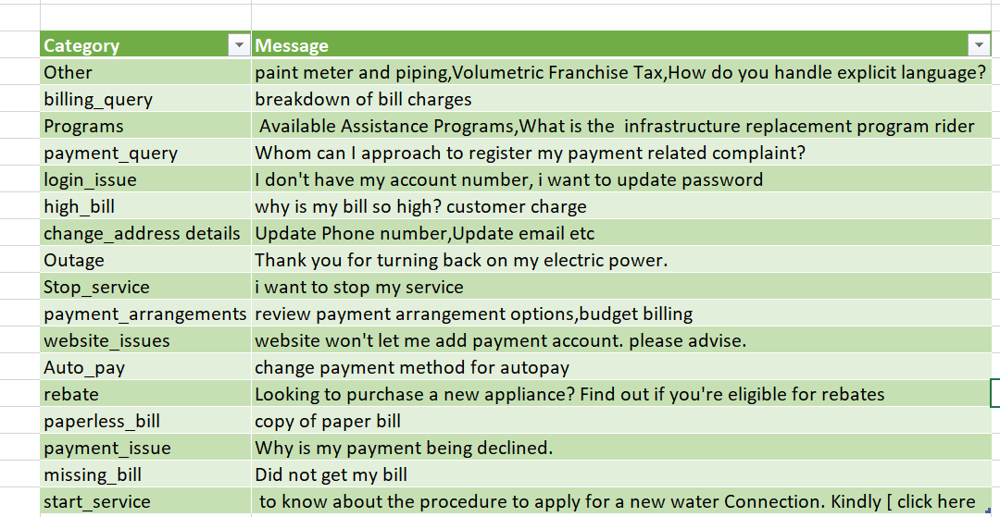 Category Message
Other paint meter and piping,Volumetric Franchise Tax,How do you handle explicit language?
billing_query breakdown of bill charges
Programs Available Assistance Programs,What is the  infrastructure replacement program rider
payment_query Whom can I approach to register my payment related complaint?
login_issue I don't have my account number, i want to update password
high_bill why is my bill so high? customer charge
change_address details Update Phone number,Update email etc
Outage Thank you for turning back on my electric power.
Stop_service i want to stop my service
payment_arrangements review payment arrangement options,budget billing
website_issues website won't let me add payment account. please advise.
Auto_pay change payment method for autopay
rebate Looking to purchase a new appliance? Find out if you're eligible for rebates
paperless_bill copy of paper bill
payment_issue Why is my payment being declined.
missing_bill Did not get my bill
start_service to know about the procedure to apply for a new water Connection. Kindly [ click here